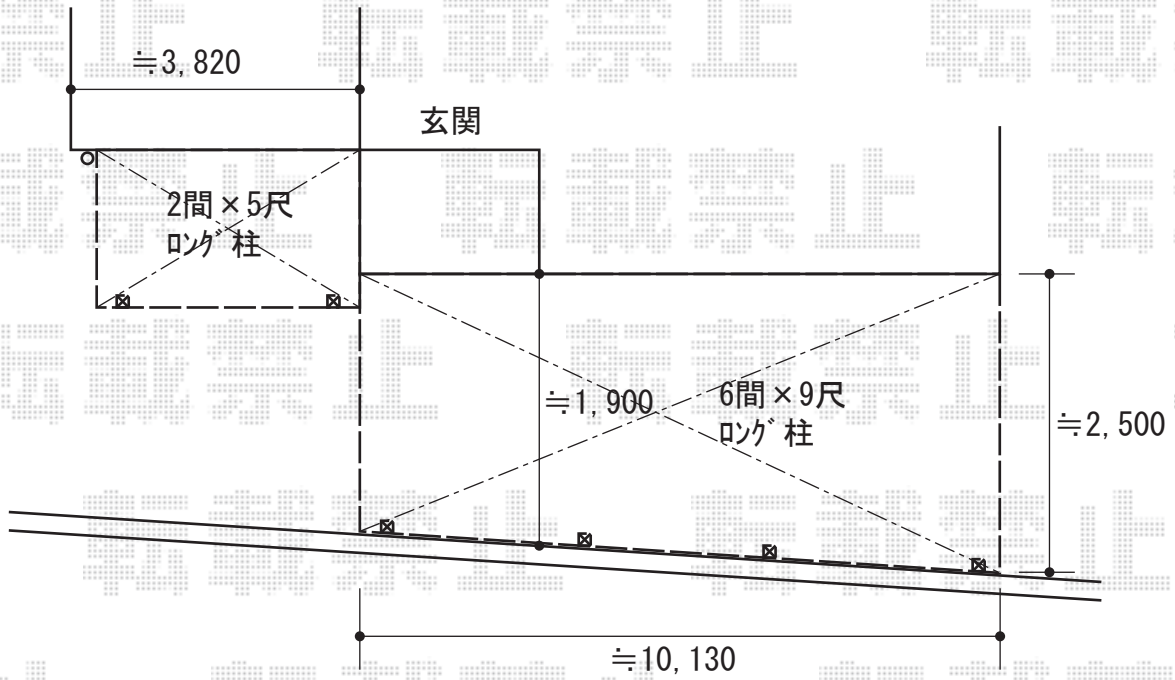 ≒3,820
玄関
2間×5尺
ロング柱
≒1,900
6間×9尺
ロング柱
≒2,500
≒10,130
転載禁止